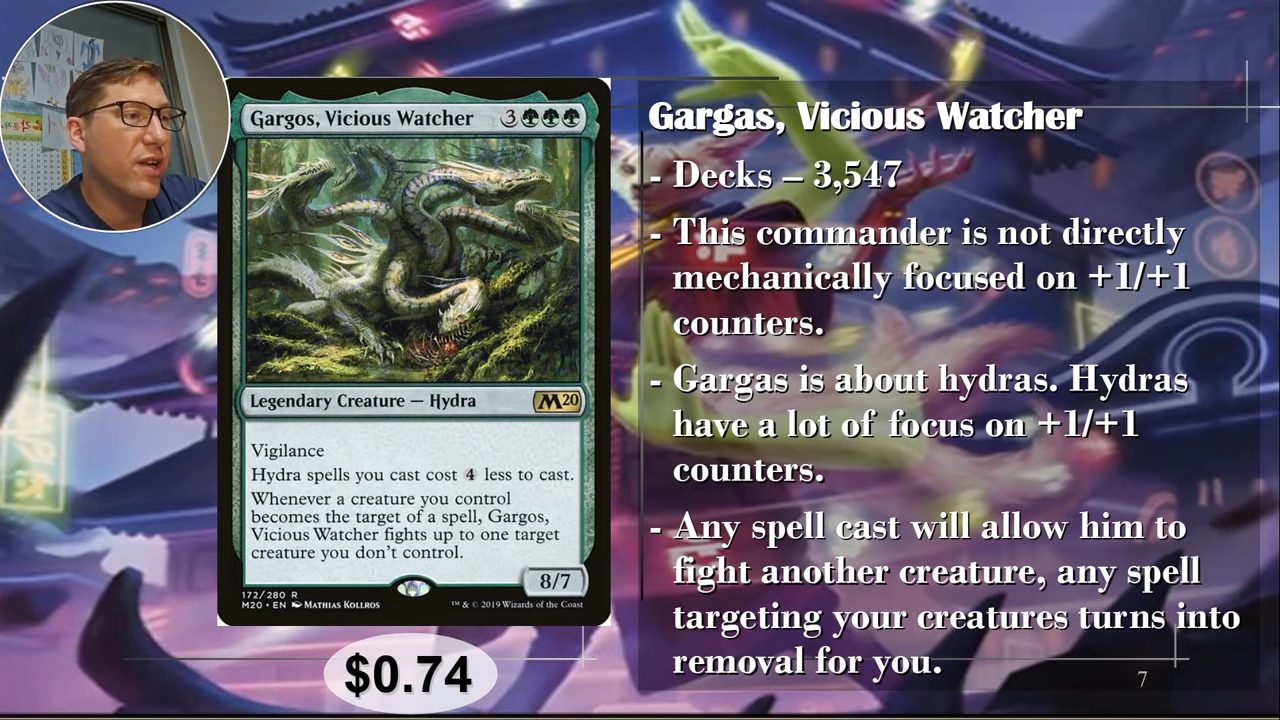 Gargos, Vicious Watcher 3
Legendary Creature — Hydra M20
Vigilance
Hydra spells you cast cost 4 less to cast.
Whenever a creature you control
becomes the target of a spell, Gargos,
Vicious Watcher fights up to one target
creature you don't control.
8/7
172/280 R
M20 • EN Mathias Kollros ™ & © 2019 Wizards of the Coast
$0.74
Gargas, Vicious Watcher
- Decks – 3,547
- This commander is not directly
mechanically focused on +1/+1
counters.
- Gargas is about hydras. Hydras
have a lot of focus on +1/+1
counters.
- Any spell cast will allow him to
fight another creature, any spell
targeting your creatures turns into
removal for you.
7